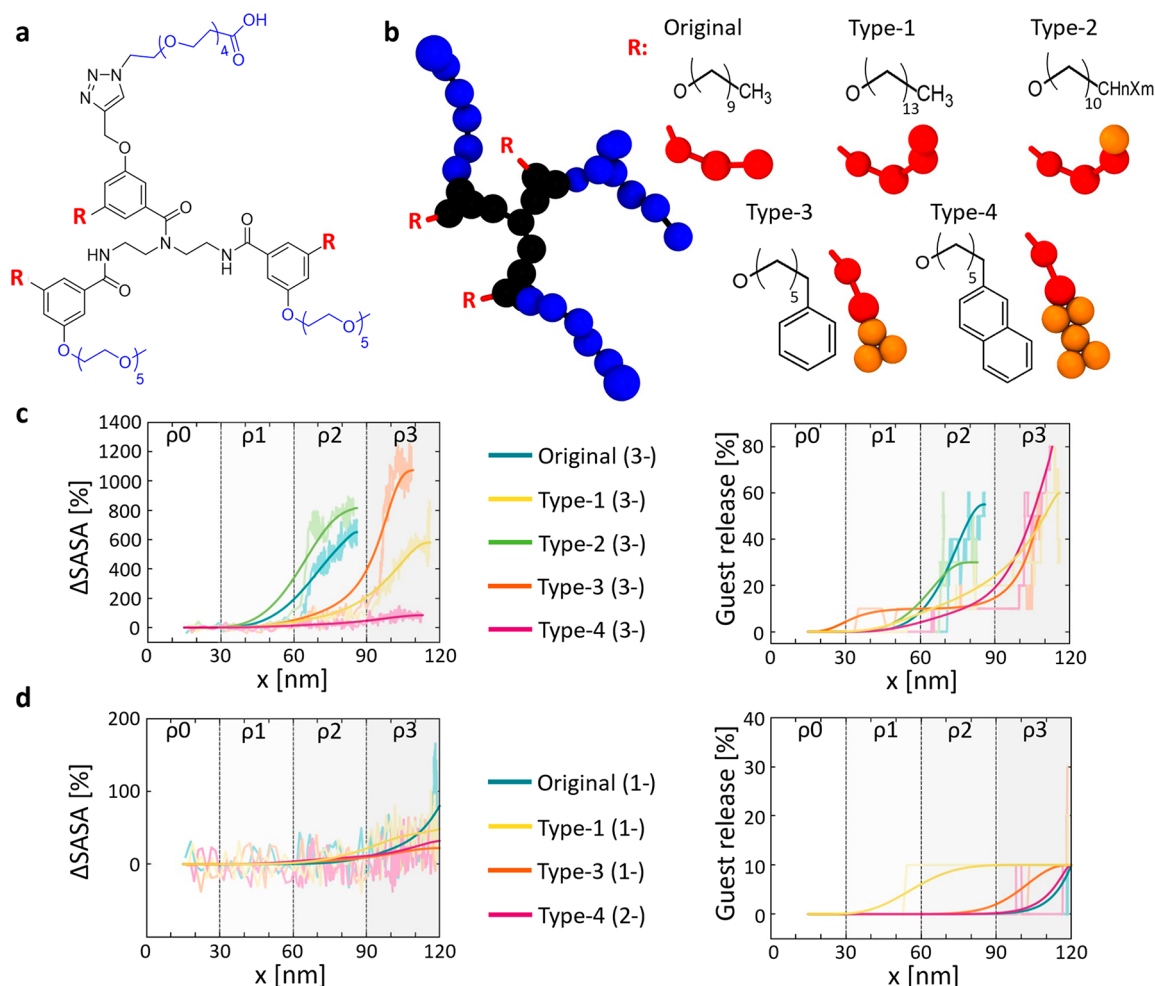 a
OH
O
4
O
N
N
N
O
R
O
R
NH
N
N
H
O
R
O
O
O
O
5
O
O
5
b
R:
Original
Type-1
Type-2
O
9
CH3
O
13
CH3
O
10
CHnXm
R
R
R
Type-3
Type-4
O
5
O
5
c
1400
1200
1000
800
600
400
200
0
ΔSASA [%]
ρ0 ρ1 ρ2 ρ3
0 30 60 90 120
x [nm]
Original (3-)
Type-1 (3-)
Type-2 (3-)
Type-3 (3-)
Type-4 (3-)
80
60
40
20
0
Guest release [%]
ρ0 ρ1 ρ2 ρ3
0 30 60 90 120
x [nm]
d
200
100
0
ΔSASA [%]
ρ0 ρ1 ρ2 ρ3
0 30 60 90 120
x [nm]
Original (1-)
Type-1 (1-)
Type-3 (1-)
Type-4 (2-)
40
30
20
10
0
Guest release [%]
ρ0 ρ1 ρ2 ρ3
0 30 60 90 120
x [nm]